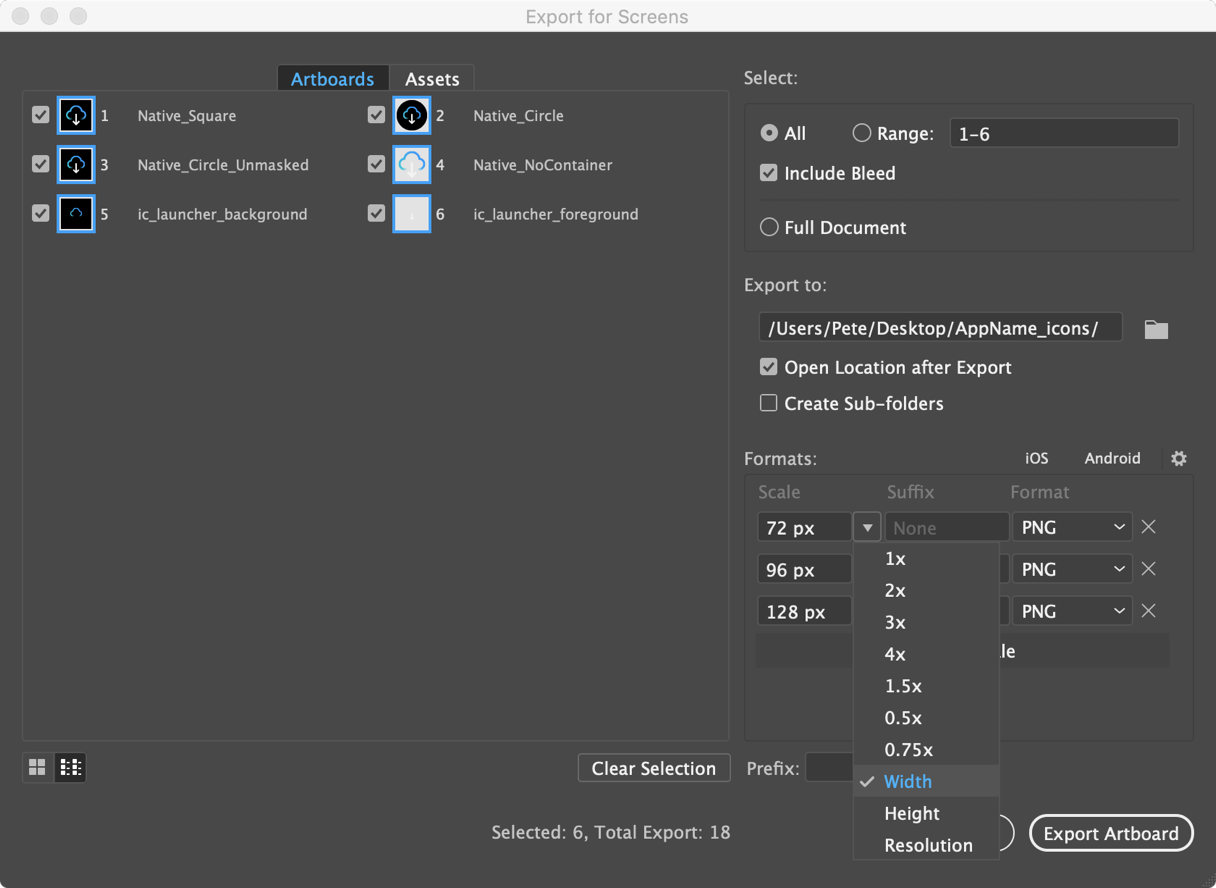 Export for Screens
Artboards
Assets
1 Native_Square
2 Native_Circle
3 Native_Circle_Unmasked
4 Native_NoContainer
5 ic_launcher_background
6 ic_launcher_foreground
Clear Selection
Selected: 6, Total Export: 18
Select:
All
Range: 1-6
Include Bleed
Full Document
Export to:
/Users/Pete/Desktop/AppName_icons/
Open Location after Export
Create Sub-folders
Formats:
iOS
Android
Scale Suffix Format
72 px None PNG
96 px PNG
128 px PNG
1x
2x
3x
4x
1.5x
0.5x
0.75x
Width
Height
Resolution
Prefix:
Export Artboard